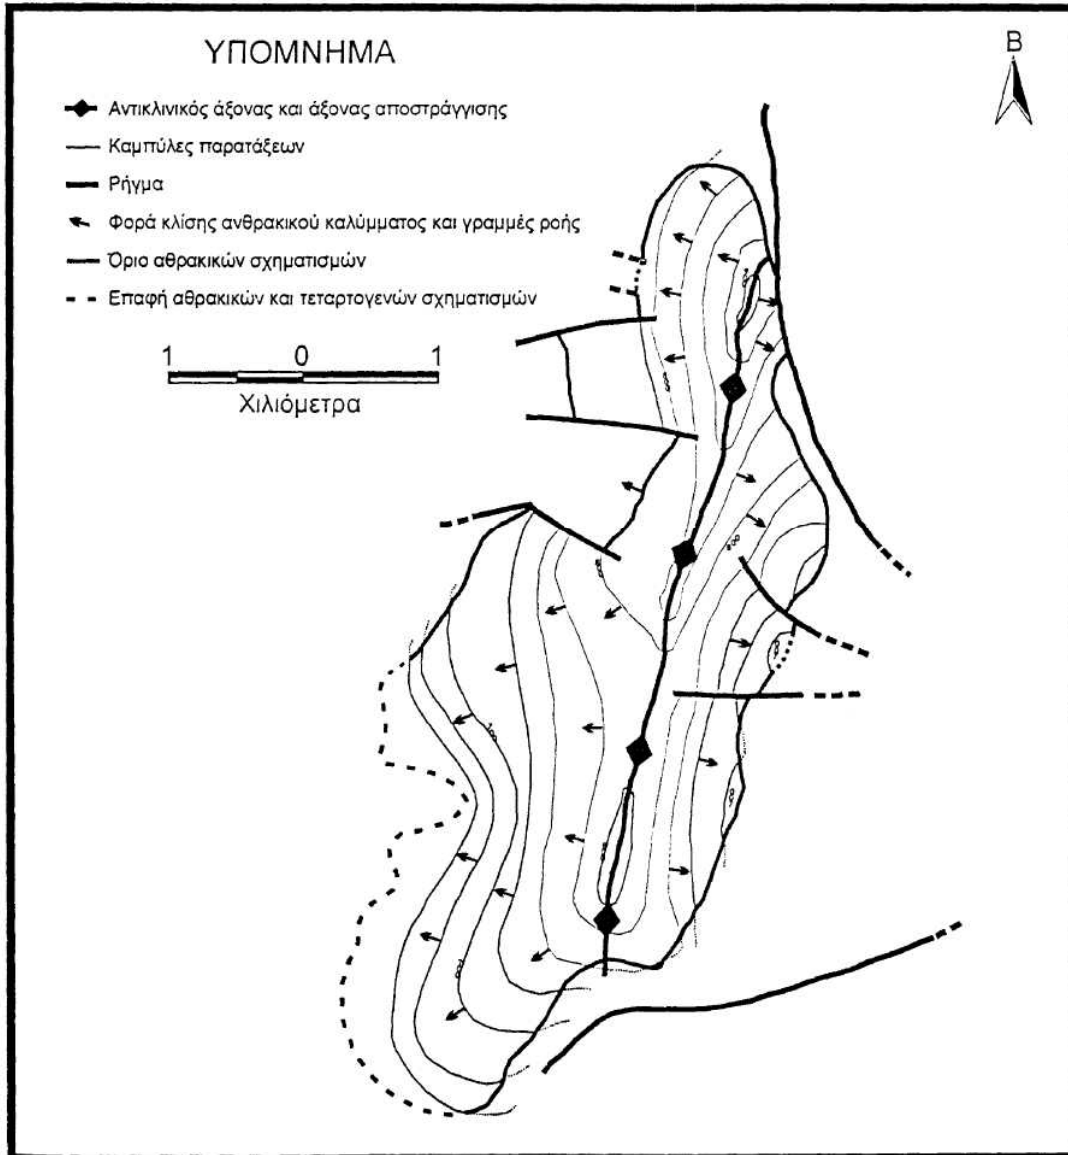 ΥΠΟΜΝΗΜΑ
Β
Αντικλινικός άξονας και άξονας αποστράγγισης
Καμπύλες παρατάξεων
Ρήγμα
Φορά κλίσης ανθρακικού καλύμματος και γραμμές ροής
Όριο αθρακικών σχηματισμών
Επαφή αθρακικών και τεταρτογενών σχηματισμών
1 0 1
Χιλιόμετρα